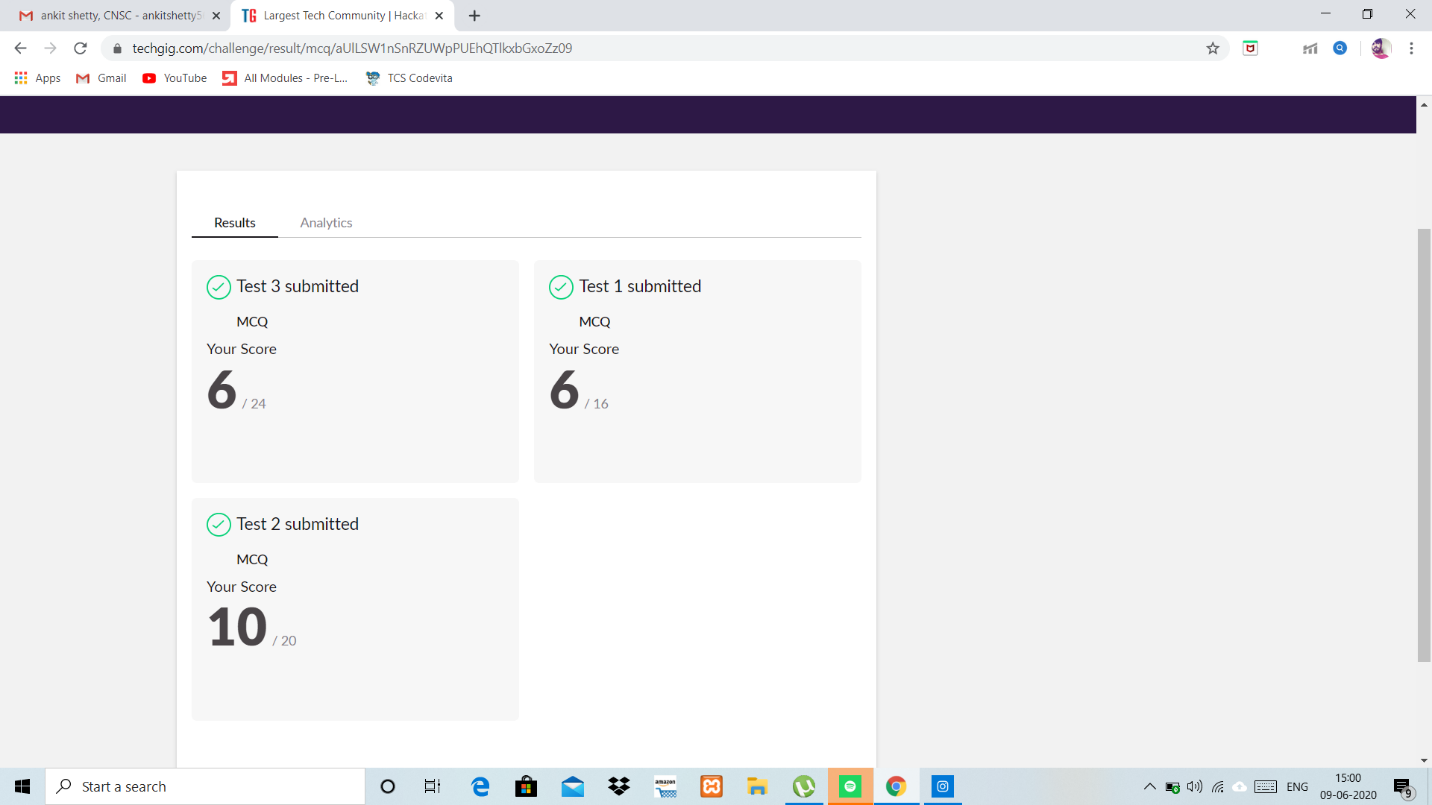 ankit shetty, CNSC - ankitshetty5
TG Largest Tech Community | Hacka
techgig.com/challenge/result/mcq/aUlLSW1nSnRZUWpPUEhQTlkxbGxoZz09
Apps Gmail YouTube All Modules - Pre-L... TCS Codevita
Results Analytics
Test 3 submitted
MCQ
Your Score
6 / 24
Test 1 submitted
MCQ
Your Score
6 / 16
Test 2 submitted
MCQ
Your Score
10 / 20
Start a search
amazon
ENG
15:00
09-06-2020
9